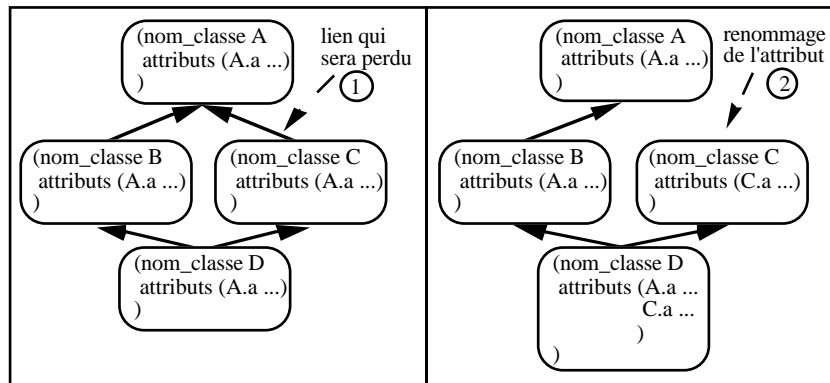 (nom_classe A
attributs (A.a ...)
)
lien qui
sera perdu
1
(nom_classe B
attributs (A.a ...)
)
(nom_classe C
attributs (A.a ...)
)
(nom_classe D
attributs (A.a ...)
)
(nom_classe A
attributs (A.a ...)
)
renommage
de l'attribut
2
(nom_classe B
attributs (A.a ...)
)
(nom_classe C
attributs (C.a ...)
)
(nom_classe D
attributs (A.a ...
C.a ...
)
)